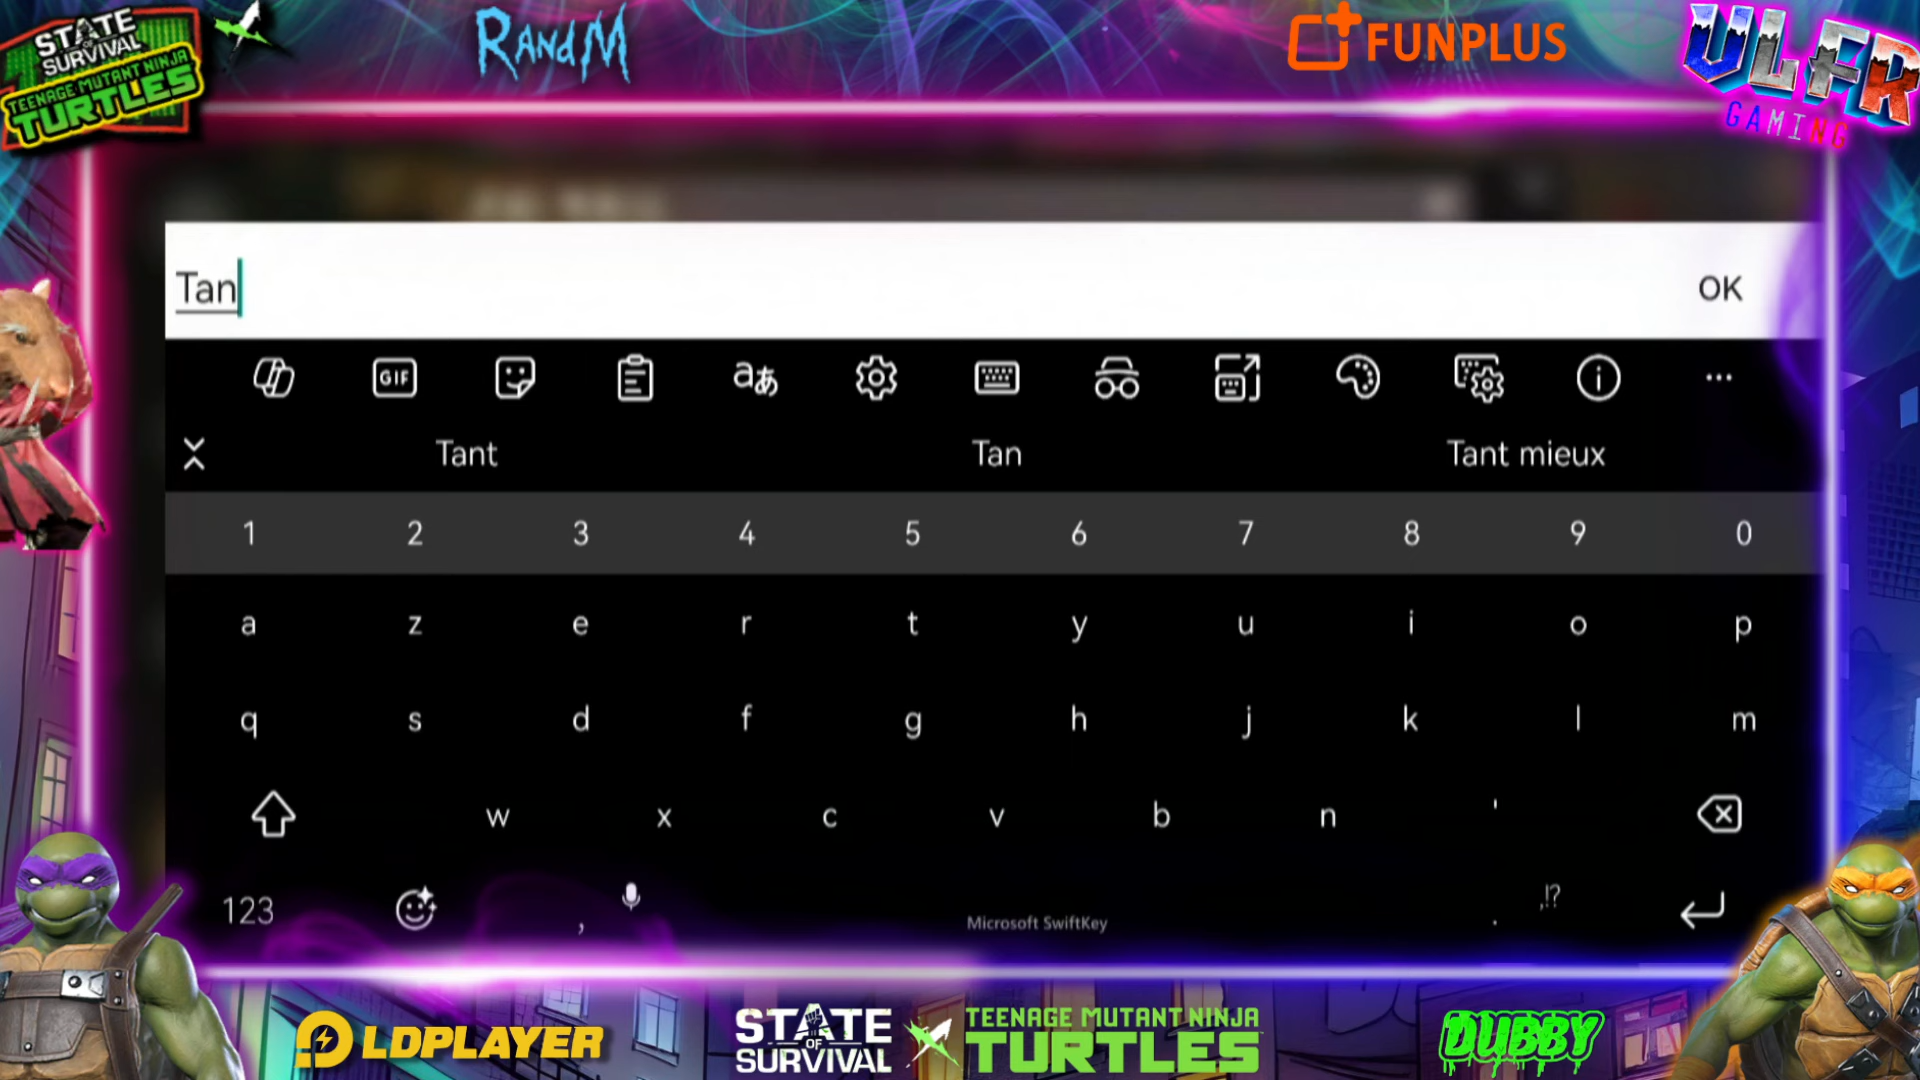 STATE OF SURVIVAL
TEENAGE MUTANT NINJA
TURTLES
RANDM
FUNPLUS
ULFR
GAMING
Tan
OK
GIF
aあ
Tant
Tan
Tant mieux
1 2 3 4 5 6 7 8 9 0
a z e r t y u i o p
q s d f g h j k l m
w x c v b n '
123 , Microsoft SwiftKey . ,!?
LDPLAYER
STATE OF SURVIVAL
TEENAGE MUTANT NINJA
TURTLES
DUBBY